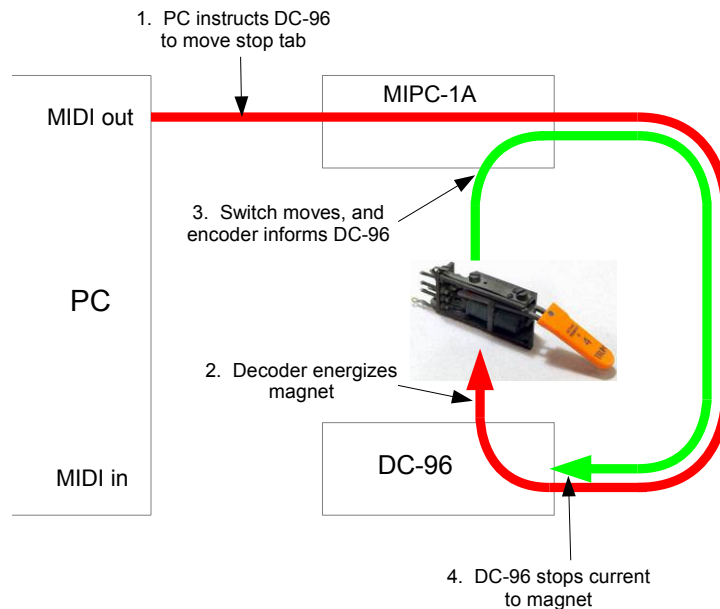 1. PC instructs DC-96
to move stop tab
MIPC-1A
MIDI out
3. Switch moves, and
encoder informs DC-96
PC
2. Decoder energizes
magnet
DC-96
MIDI in
4. DC-96 stops current
to magnet